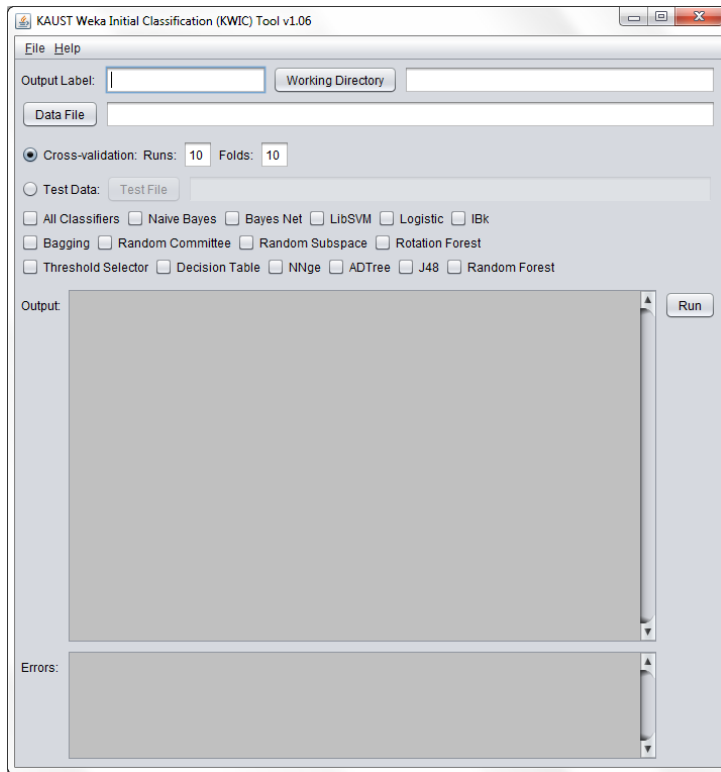 KAUST Weka Initial Classification (KWIC) Tool v1.06
File Help
Output Label: Working Directory
Data File
Cross-validation: Runs: 10 Folds: 10
Test Data: Test File
All Classifiers Naive Bayes Bayes Net LibSVM Logistic IBk
Bagging Random Committee Random Subspace Rotation Forest
Threshold Selector Decision Table NNge ADTree J48 Random Forest
Output: Run
Errors: